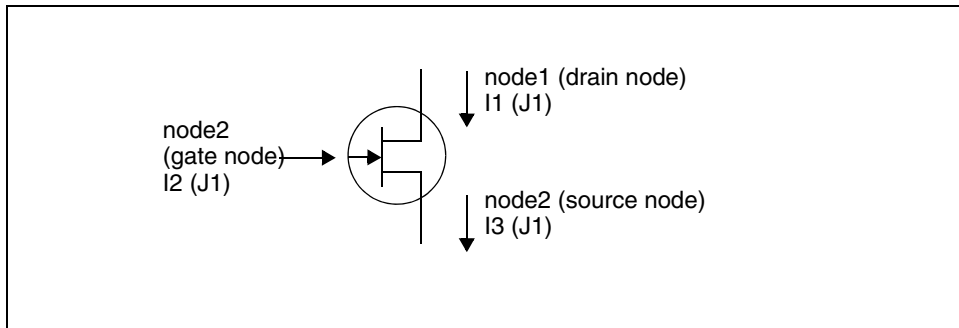 node1 (drain node)
I1 (J1)
node2
(gate node)
I2 (J1)
node2 (source node)
I3 (J1)